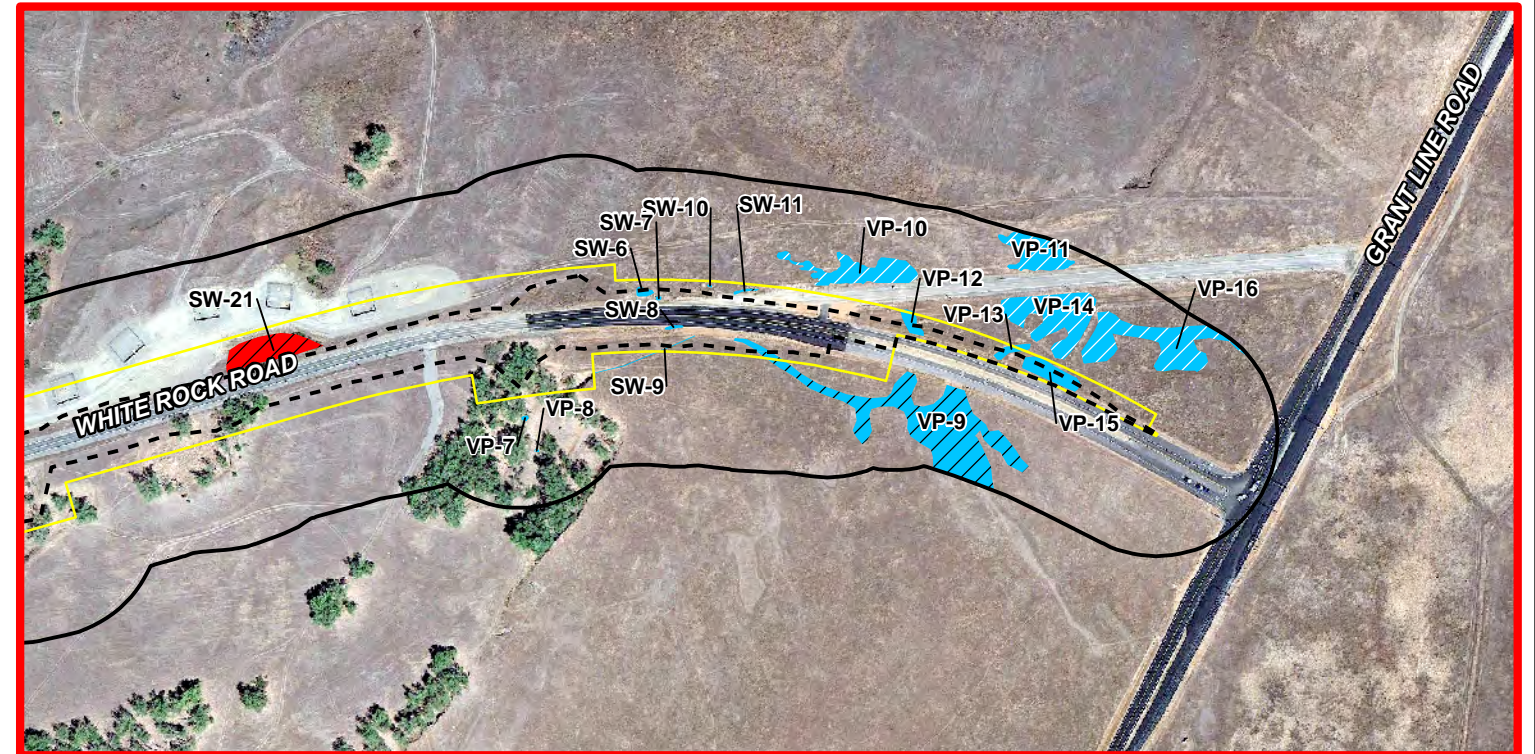 GRANT LINE ROAD
SW-10
SW-11
SW-7
SW-6
VP-10
VP-11
SW-21
VP-12
VP-16
SW-8
VP-13
VP-14
WHITE ROCK ROAD
SW-9
VP-8
VP-7
VP-9
VP-15